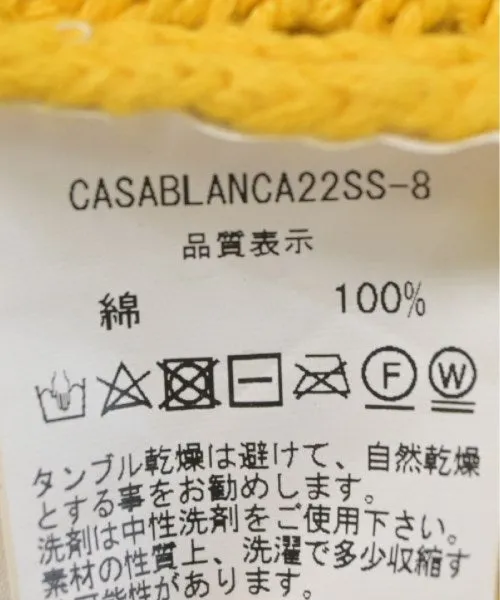 CASABLANCA22SS-8
品質表示
綿 100%
F W
タンブル乾燥は避けて、自然乾燥
とする事をお勧めします。
洗剤は中性洗剤をご使用下さい。
素材の性質上、洗濯で多少収縮す
可能性があります。